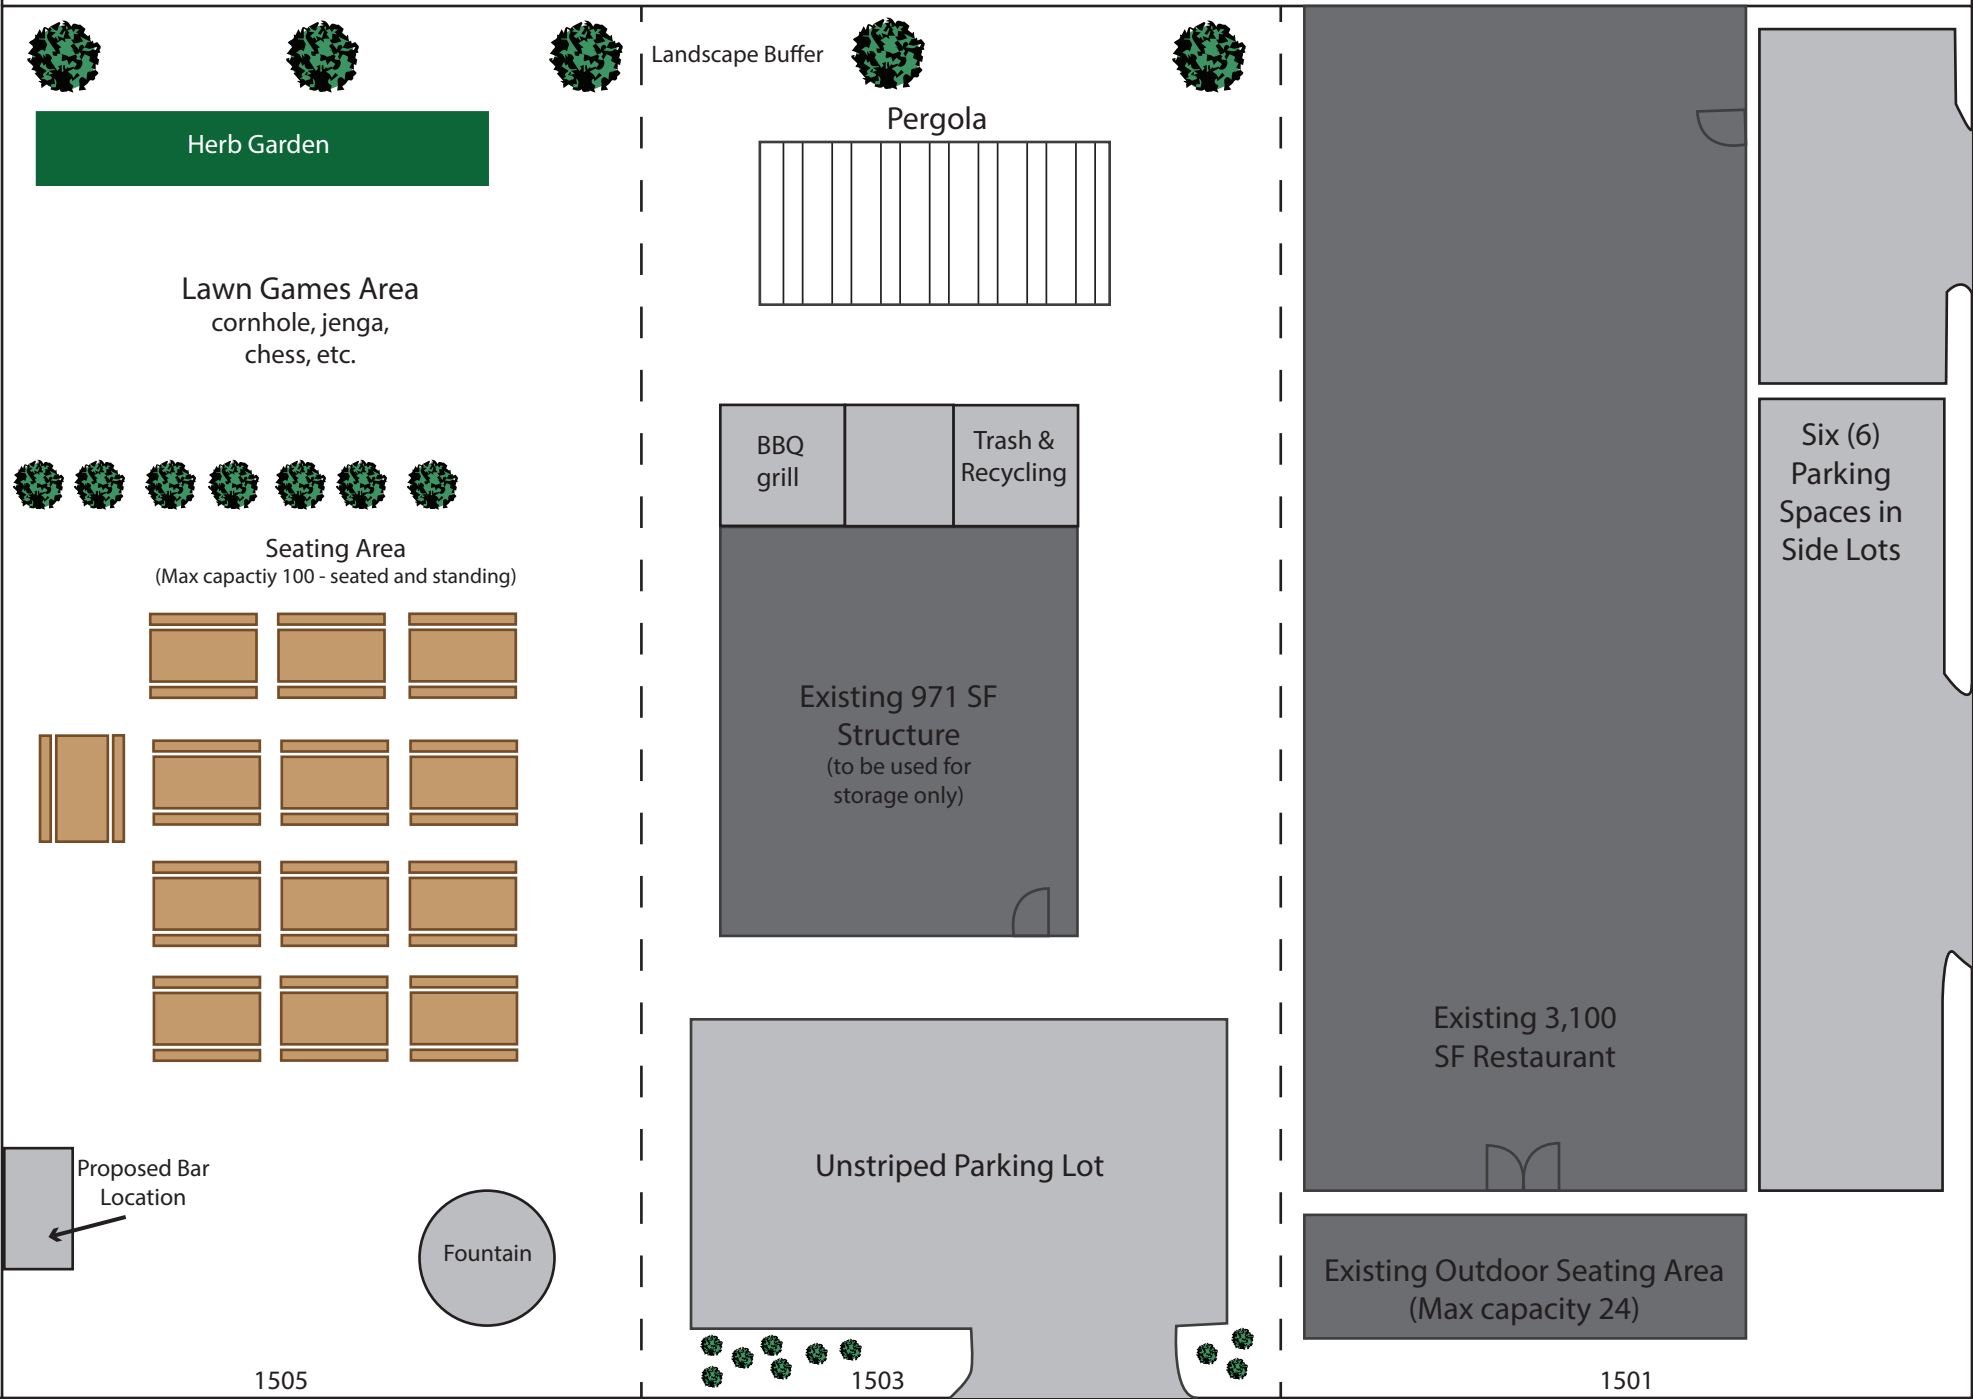 Landscape Buffer
Herb Garden
Pergola
Lawn Games Area
cornhole, jenga,
chess, etc.
BBQ
grill
Trash &
Recycling
Six (6)
Parking
Spaces in
Side Lots
Seating Area
(Max capactiy 100 - seated and standing)
Existing 971 SF
Structure
(to be used for
storage only)
Existing 3,100
SF Restaurant
Proposed Bar
Location
Unstriped Parking Lot
Fountain
Existing Outdoor Seating Area
(Max capacity 24)
1505
1503
1501